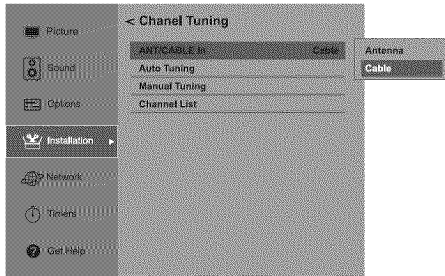 < Chanel Tuning
Picture
Sound
Options
Installation
Network
Timers
Get Help
ANT/CABLE In Cable
Auto Tuning
Manual Tuning
Channel List
Antenna
Cable